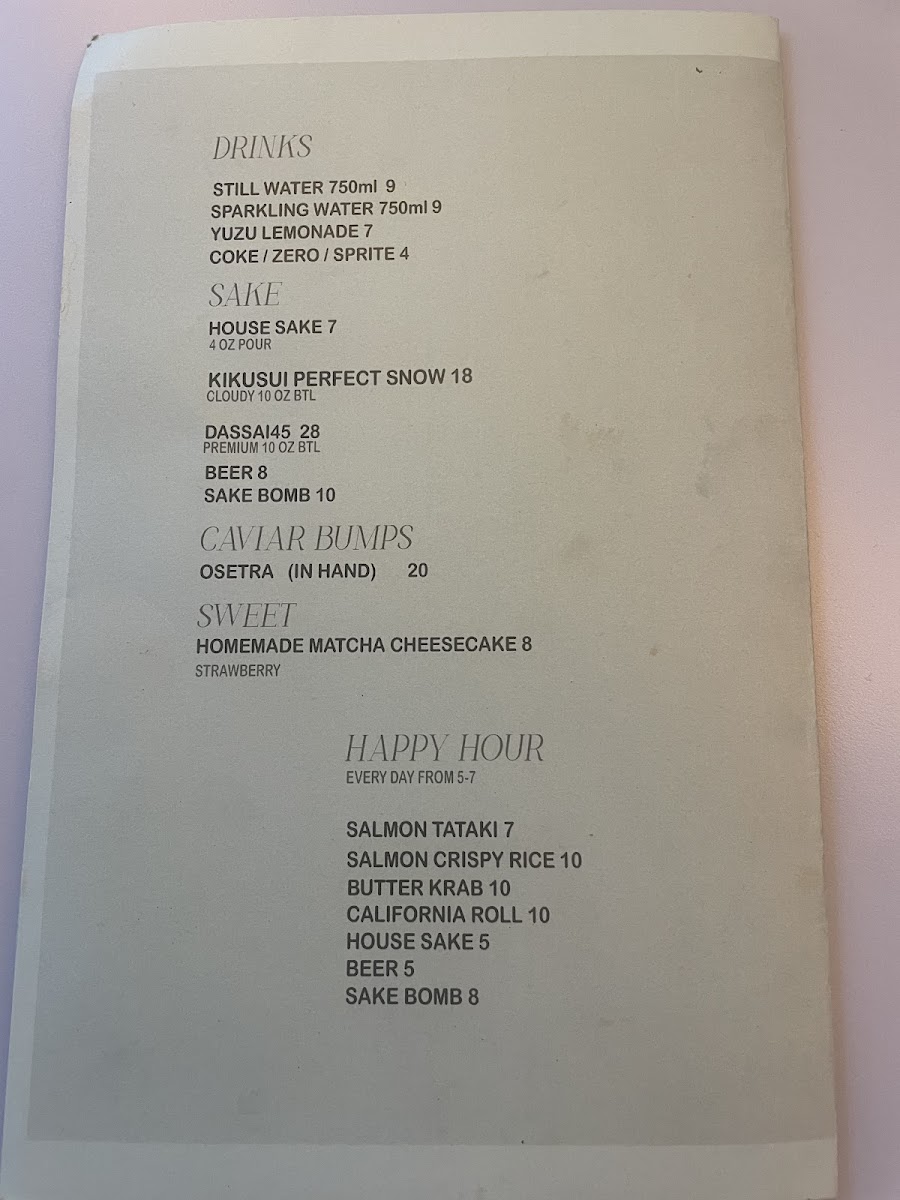 DRINKS
STILL WATER 750ml 9
SPARKLING WATER 750ml 9
YUZU LEMONADE 7
COKE / ZERO / SPRITE 4
SAKE
HOUSE SAKE 7
4 OZ POUR
KIKUSUI PERFECT SNOW 18
CLOUDY 10 OZ BTL
DASSAI45 28
PREMIUM 10 OZ BTL
BEER 8
SAKE BOMB 10
CAVIAR BUMPS
OSETRA (IN HAND) 20
SWEET
HOMEMADE MATCHA CHEESECAKE 8
STRAWBERRY
HAPPY HOUR
EVERY DAY FROM 5-7
SALMON TATAKI 7
SALMON CRISPY RICE 10
BUTTER KRAB 10
CALIFORNIA ROLL 10
HOUSE SAKE 5
BEER 5
SAKE BOMB 8